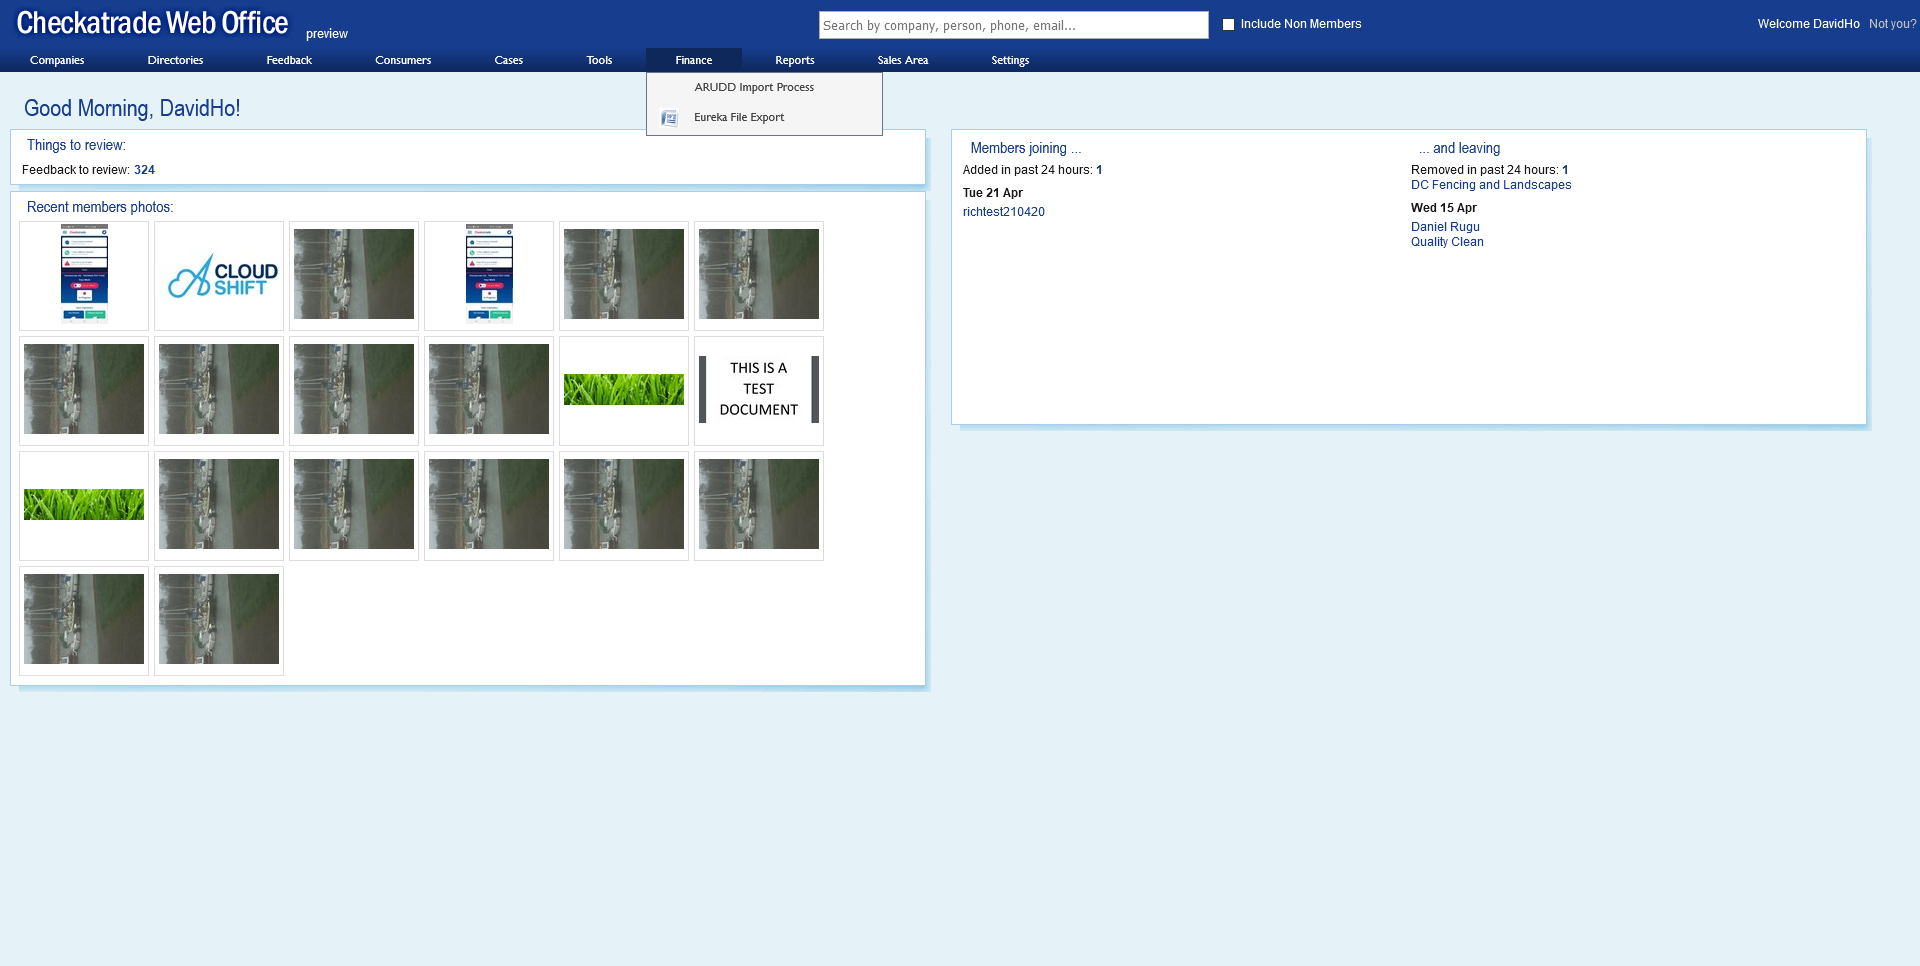 Checkatrade Web Office
preview
Search by company, person, phone, email...
Include Non Members
Welcome DavidHo Not you?
Companies Directories Feedback Consumers Cases Tools Finance Reports Sales Area Settings
ARUDD Import Process
Eureka File Export
Good Morning, DavidHo!
Things to review:
Feedback to review: 324
Recent members photos:
CLOUD
SHIFT
THIS IS A
TEST
DOCUMENT
Members joining ...
Added in past 24 hours: 1
Tue 21 Apr
richtest210420
... and leaving
Removed in past 24 hours: 1
DC Fencing and Landscapes
Wed 15 Apr
Daniel Rugu
Quality Clean